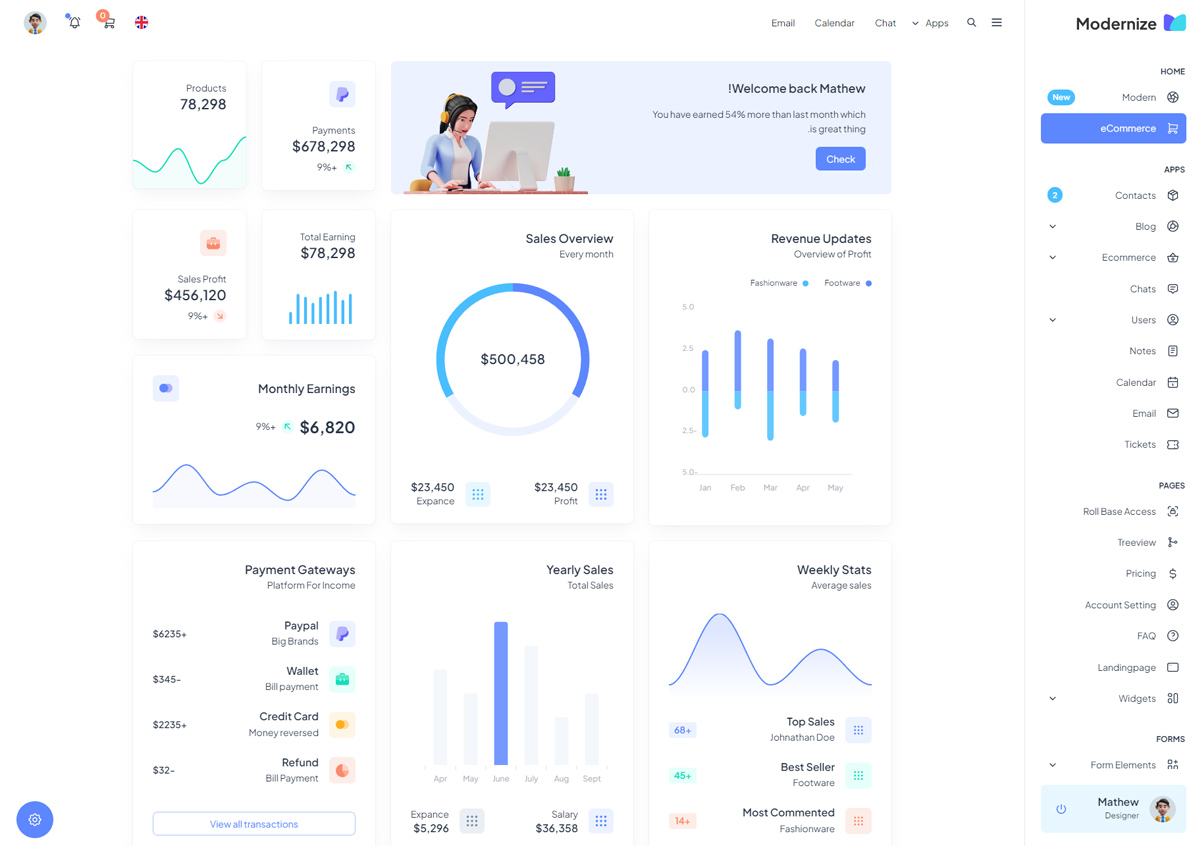 0
Email
Calendar
Chat
Apps
Modernize
HOME
New
Modern
eCommerce
APPS
2
Contacts
Blog
Ecommerce
Chats
Users
Notes
Calendar
Email
Tickets
PAGES
Roll Base Access
Treeview
Pricing
Account Setting
FAQ
Landingpage
Widgets
FORMS
Form Elements
Mathew
Designer
Products
78,298
Payments
$678,298
9%+
!Welcome back Mathew
You have earned 54% more than last month which
.is great thing
Check
Sales Profit
$456,120
9%+
Total Earning
$78,298
Sales Overview
Every month
$500,458
$23,450
Expance
$23,450
Profit
Revenue Updates
Overview of Profit
Fashionware
Footware
5.0
2.5
0.0
2.5-
5.0-
Jan
Feb
Mar
Apr
May
Monthly Earnings
9%+
$6,820
Payment Gateways
Platform For Income
$6235+
Paypal
Big Brands
$345-
Wallet
Bill payment
$2235+
Credit Card
Money reversed
$32-
Refund
Bill Payment
View all transactions
Yearly Sales
Total Sales
Apr
May
June
July
Aug
Sept
Expance
$5,296
Salary
$36,358
Weekly Stats
Average sales
68+
Top Sales
Johnathan Doe
45+
Best Seller
Footware
14+
Most Commented
Fashionware